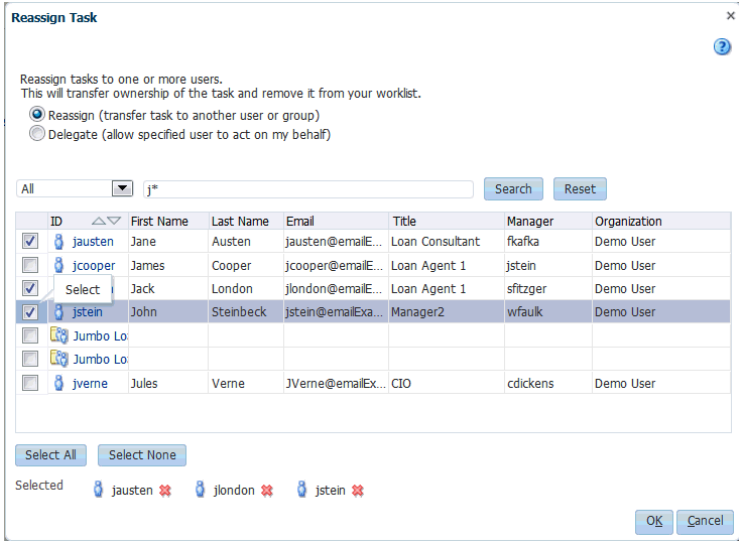 Reassign Task
Reassign tasks to one or more users.
This will transfer ownership of the task and remove it from your worklist.
Reassign (transfer task to another user or group)
Delegate (allow specified user to act on my behalf)
All j* Search Reset
ID First Name Last Name Email Title Manager Organization
jausten Jane Austen jausten@emailE... Loan Consultant fkafka Demo User
jcooper James Cooper jcooper@emailE... Loan Agent 1 jstein Demo User
Select Jack London jlondon@emailE... Loan Agent 1 sfitzger Demo User
jstein John Steinbeck jstein@emailExa... Manager2 wfaulk Demo User
Jumbo Lo
Jumbo Lo
jverne Jules Verne JVerne@emailEx... CIO cdickens Demo User
Select All Select None
Selected jausten jlondon jstein
OK Cancel